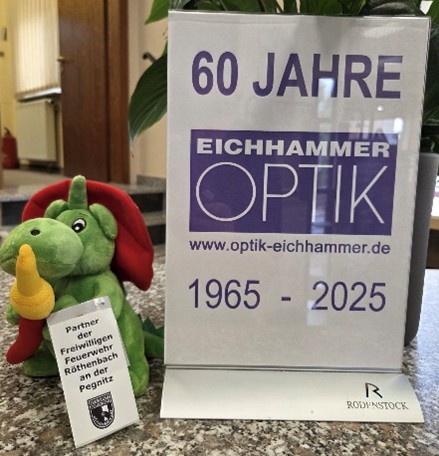 60 JAHRE
EICHHAMMER
OPTIK
www.optik-eichhammer.de
1965 - 2025
R
RODENSTOCK
Partner
der
Freiwilligen
Feuerwehr
Röthenbach
an der
Pegnitz